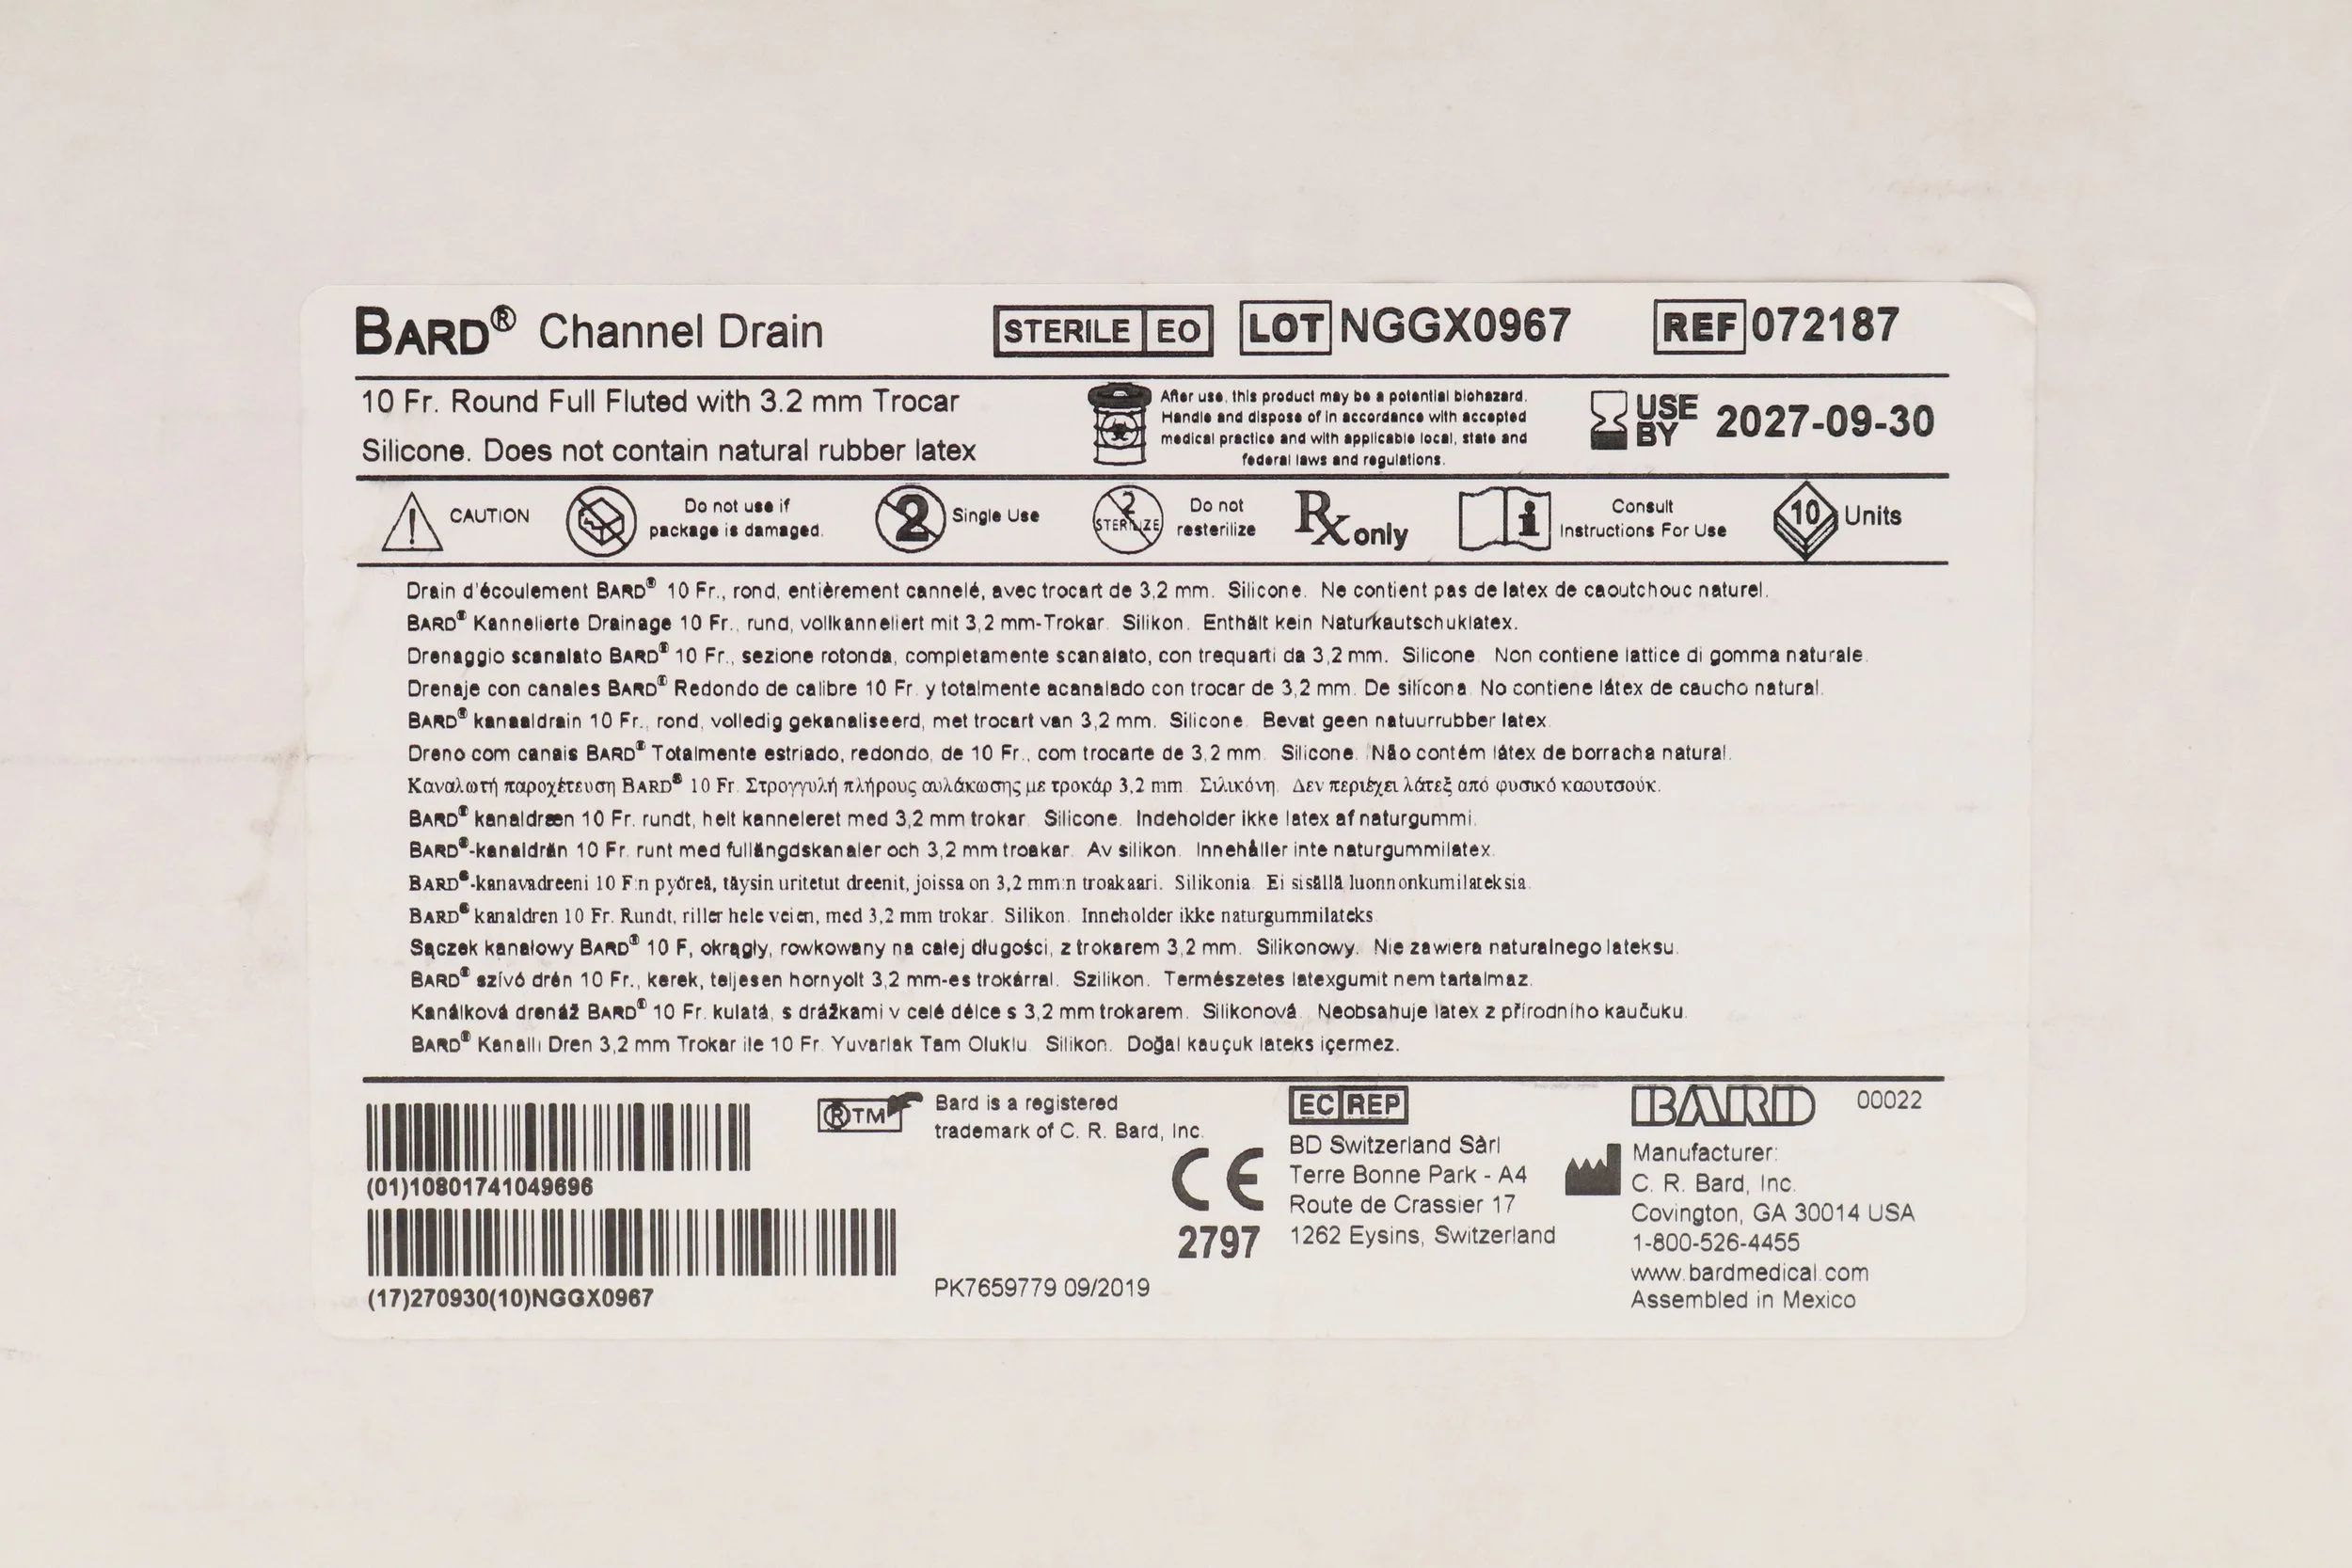 BARD® Channel Drain STERILE EO LOT NGGX0967 REF 072187
10 Fr. Round Full Fluted with 3.2 mm Trocar
Silicone. Does not contain natural rubber latex
After use, this product may be a potential biohazard.
Handle and dispose of in accordance with accepted
medical practice and with applicable local, state and
federal laws and regulations.
USE BY 2027-09-30
CAUTION
Do not use if
package is damaged.
2 Single Use
2 STERILIZE
Do not
resterilize
Rx only
i
Consult
Instructions For Use
10 Units
Drain d'écoulement BARD® 10 Fr., rond, entièrement cannelé, avec trocart de 3,2 mm. Silicone. Ne contient pas de latex de caoutchouc naturel.
BARD® Kannelierte Drainage 10 Fr., rund, vollkanneliert mit 3,2 mm-Trokar. Silikon. Enthält kein Naturkautschuklatex.
Drenaggio scanalato BARD® 10 Fr., sezione rotonda, completamente scanalato, con trequarti da 3,2 mm. Silicone. Non contiene lattice di gomma naturale.
Drenaje con canales BARD® Redondo de calibre 10 Fr. y totalmente acanalado con trocar de 3,2 mm. De silicona. No contiene látex de caucho natural.
BARD® kanaaldrain 10 Fr., rond, volledig gekanaliseerd, met trocart van 3,2 mm. Silicone. Bevat geen natuurrubber latex.
Dreno com canais BARD® Totalmente estriado, redondo, de 10 Fr., com trocarte de 3,2 mm. Silicone. Não contém látex de borracha natural.
Καναλωτή παροχέτευση BARD® 10 Fr. Στρογγυλή πλήρους αυλάκωσης με τροκάρ 3,2 mm. Σιλικόνη. Δεν περιέχει λάτεξ από φυσικό καουτσούκ.
BARD® kanaldræn 10 Fr. rundt, helt kanneleret med 3,2 mm trokar. Silicone. Indeholder ikke latex af naturgummi.
BARD®-kanaldrän 10 Fr. runt med fullängdskanaler och 3,2 mm troakar. Av silikon. Innehåller inte naturgummilatex.
BARD®-kanavadreeni 10 F:n pyöreä, täysin uritetut dreenit, joissa on 3,2 mm:n troakaari. Silikonia. Ei sisällä luonnonkumilateksia.
BARD® kanaldren 10 Fr. Rundt, riller hele veien, med 3,2 mm trokar. Silikon. Inneholder ikke naturgummilateks.
Sączek kanałowy BARD® 10 F, okrągły, rowkowany na całej długości, z trokarem 3,2 mm. Silikonowy. Nie zawiera naturalnego lateksu.
BARD® szívó drén 10 Fr., kerek, teljesen hornyolt 3,2 mm-es trokárral. Szilikon. Természetes latexgumit nem tartalmaz.
Kanálková drenáž BARD® 10 Fr. kulatá, s drážkami v celé délce s 3,2 mm trokarem. Silikonová. Neobsahuje latex z přírodního kaučuku.
BARD® Kanallı Dren 3,2 mm Trokar ile 10 Fr. Yuvarlak Tam Oluklu. Silikon. Doğal kauçuk lateks içermez.
(01)10801741049696
(17)270930(10)NGGX0967
®TM
Bard is a registered
trademark of C. R. Bard, Inc.
CE
2797
PK7659779 09/2019
EC REP
BD Switzerland Sàrl
Terre Bonne Park - A4
Route de Crassier 17
1262 Eysins, Switzerland
BARD 00022
Manufacturer:
C. R. Bard, Inc.
Covington, GA 30014 USA
1-800-526-4455
www.bardmedical.com
Assembled in Mexico